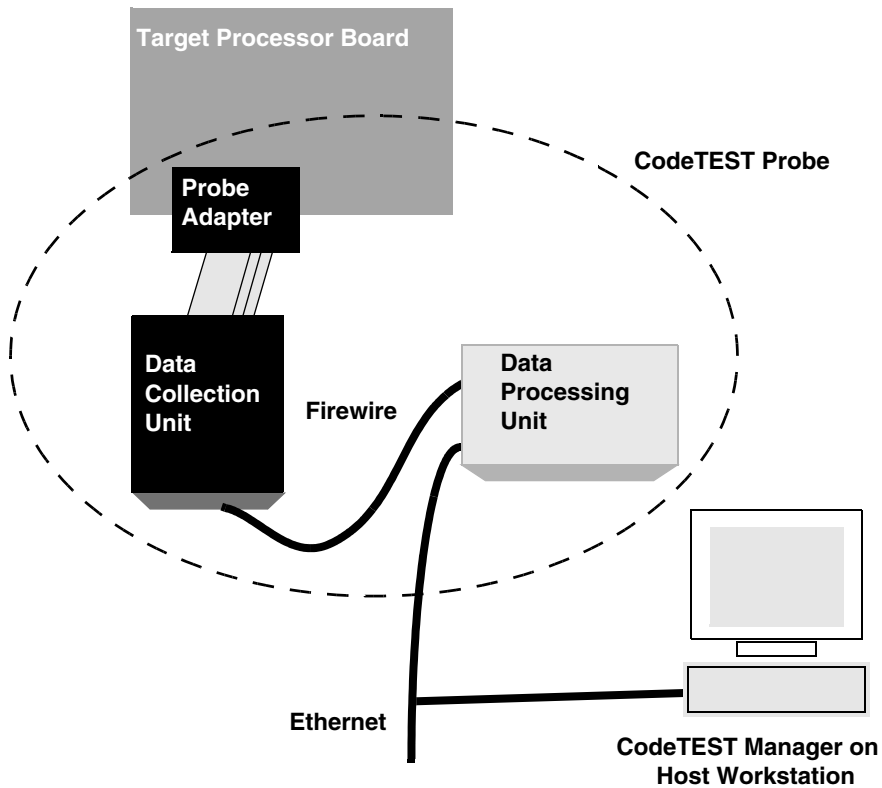 Target Processor Board
CodeTEST Probe
Probe
Adapter
Data
Collection
Unit
Firewire
Data
Processing
Unit
Ethernet
CodeTEST Manager on
Host Workstation